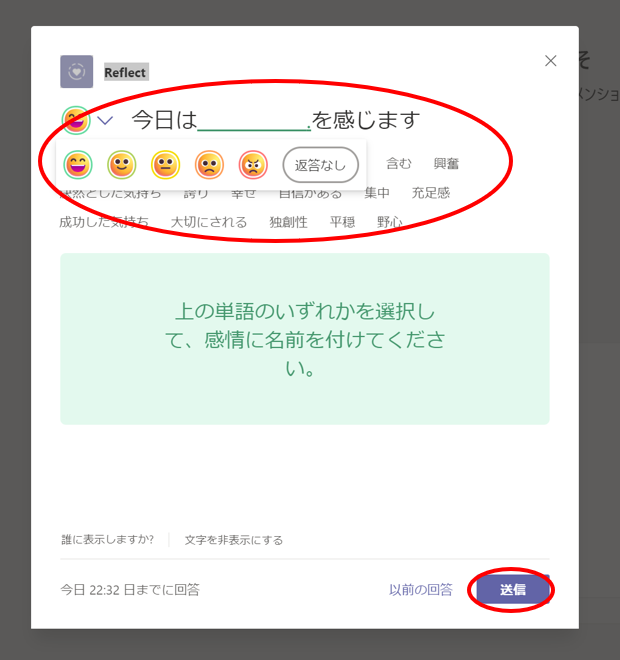 Reflect
そ
メンショ
今日は__________.を感じます
返答なし
含む 興奮
とした気持ち 誇り 幸せ 自信がある 集中 充足感
成功した気持ち 大切にされる 独創性 平穏 野心
上の単語のいずれかを選択し
て、感情に名前を付けてくださ
い。
誰に表示しますか? 文字を非表示にする
今日 22:32 日までに回答 以前の回答 送信